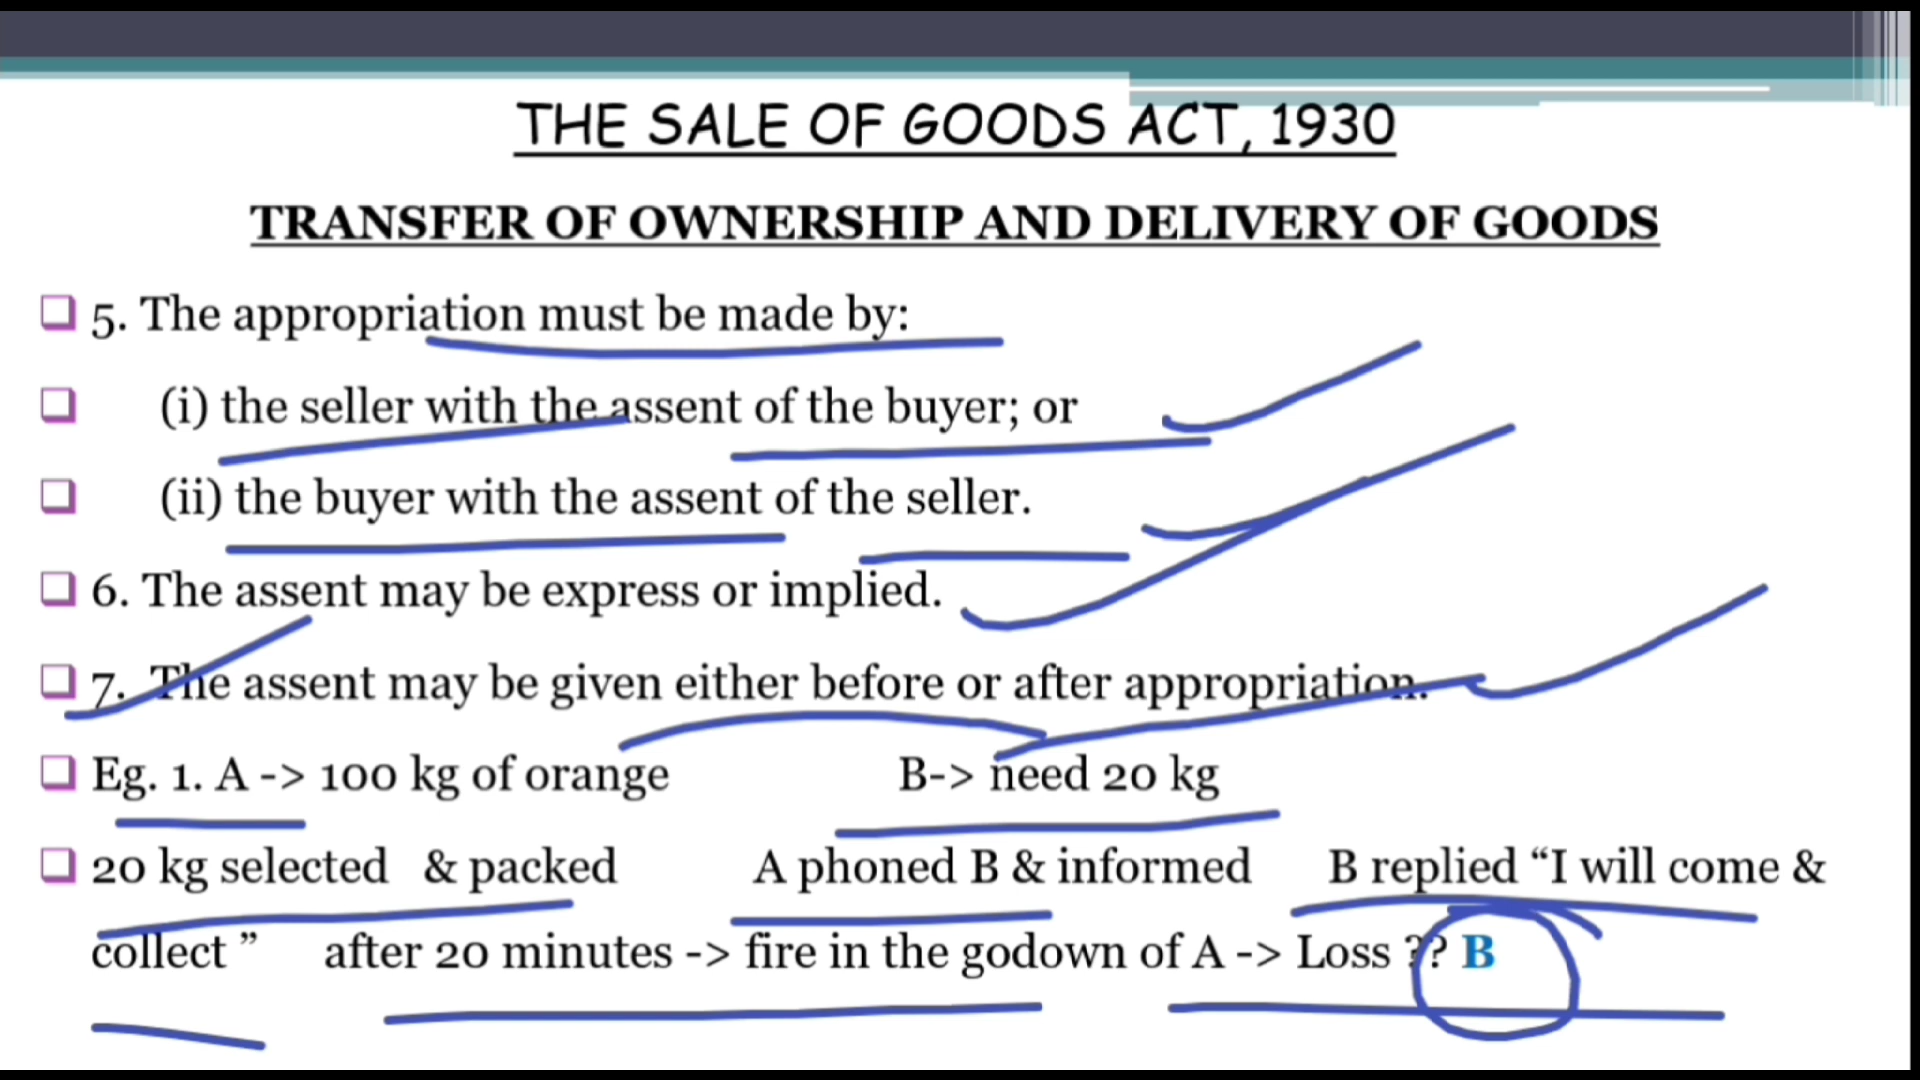 THE SALE OF GOODS ACT, 1930
TRANSFER OF OWNERSHIP AND DELIVERY OF GOODS
5. The appropriation must be made by:
(i) the seller with the assent of the buyer; or
(ii) the buyer with the assent of the seller.
6. The assent may be express or implied.
7. The assent may be given either before or after appropriation.
Eg. 1. A -> 100 kg of orange B-> need 20 kg
20 kg selected & packed A phoned B & informed B replied “I will come &
collect ” after 20 minutes -> fire in the godown of A -> Loss ?? B